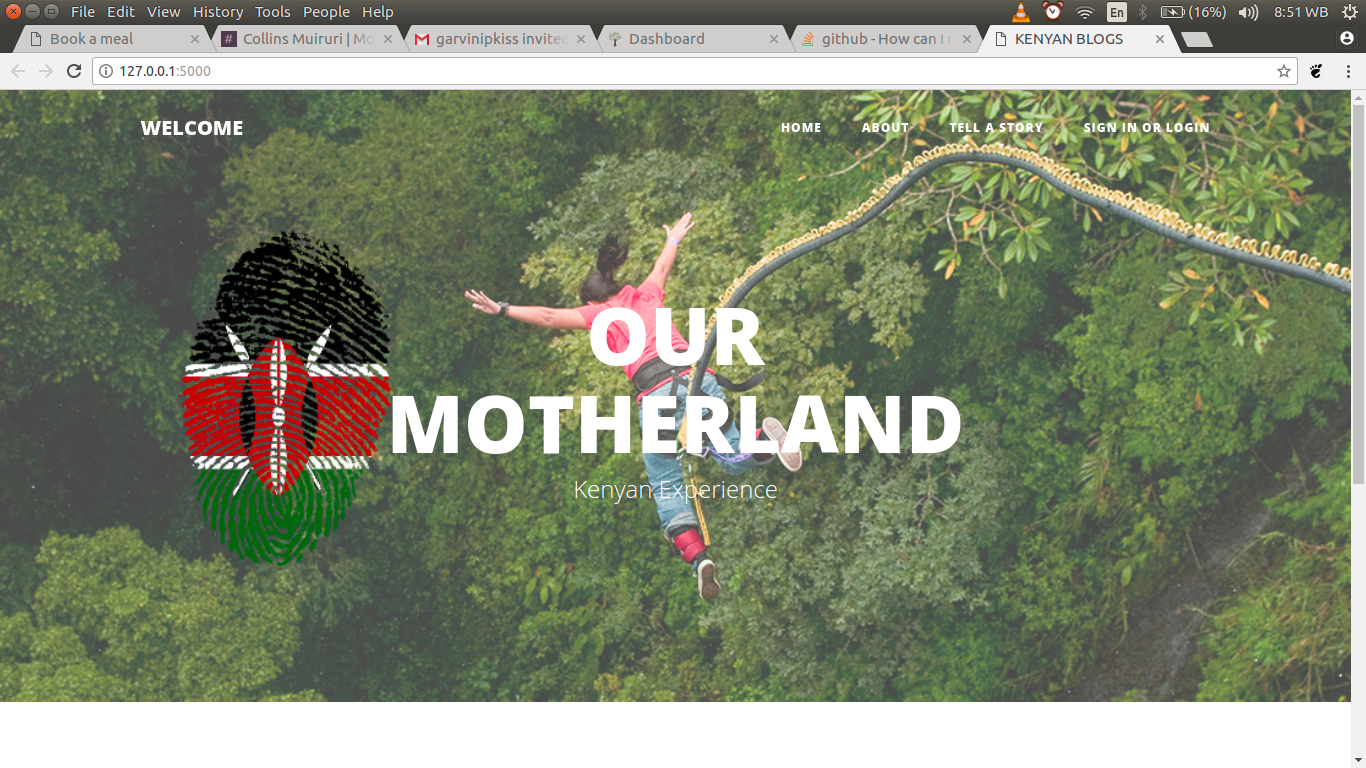 File Edit View History Tools People Help
En (16%) 8:51 WB
Book a meal
# Collins Muiruri | Mo
garvinipkiss invited
Dashboard
github - How can I r
KENYAN BLOGS
127.0.0.1:5000
WELCOME
HOME ABOUT TELL A STORY SIGN IN OR LOGIN
OUR
MOTHERLAND
Kenyan Experience